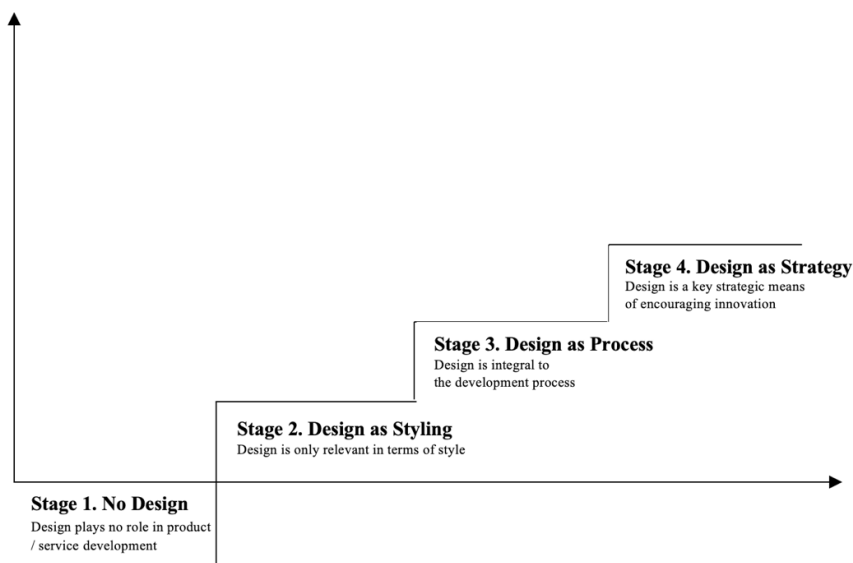 Stage 4. Design as Strategy
Design is a key strategic means
of encouraging innovation
Stage 3. Design as Process
Design is integral to
the development process
Stage 2. Design as Styling
Design is only relevant in terms of style
Stage 1. No Design
Design plays no role in product
/ service development